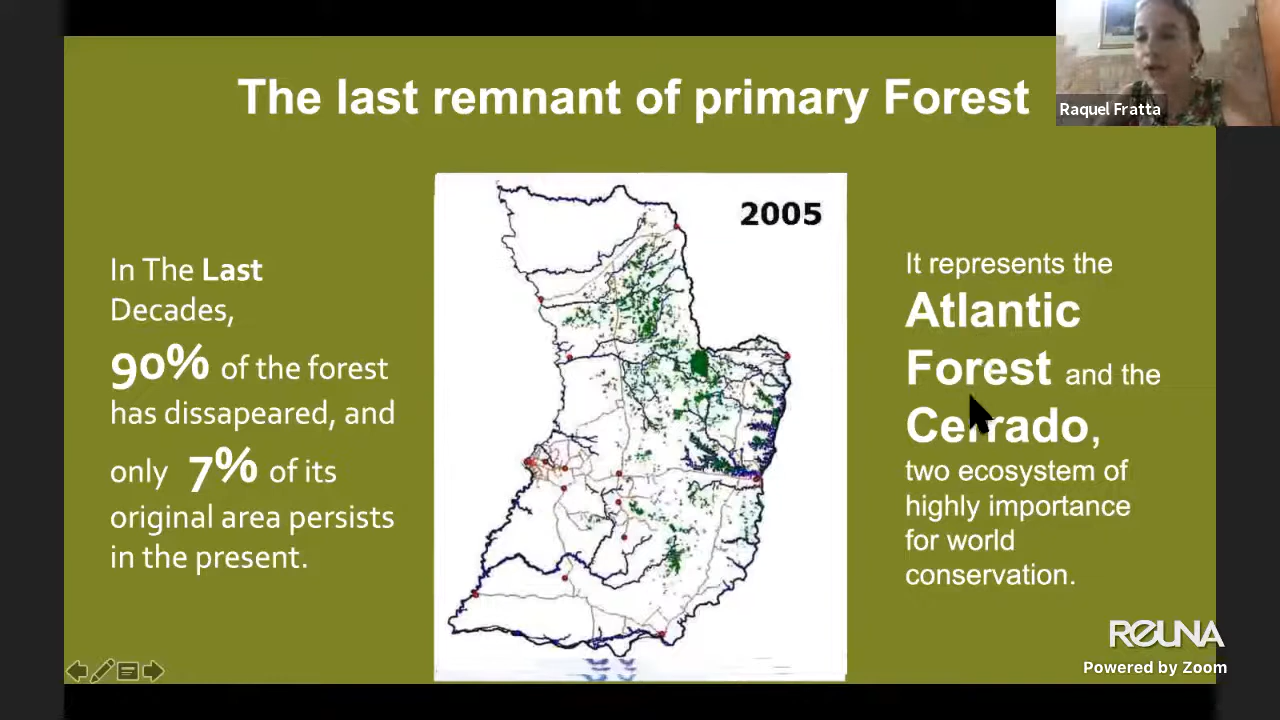 The last remnant of primary Forest
Raquel Fratta
2005
In The Last
Decades,
90% of the forest
has dissapeared, and
only 7% of its
original area persists
in the present.
It represents the
Atlantic
Forest and the
Cerrado,
two ecosystem of
highly importance
for world
conservation.
REUNA
Powered by Zoom